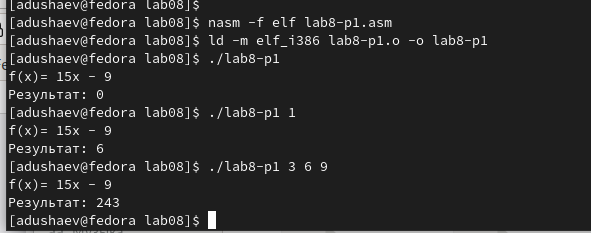 [adushaev@fedora lab08]$
[adushaev@fedora lab08]$ nasm -f elf lab8-p1.asm
[adushaev@fedora lab08]$ ld -m elf_i386 lab8-p1.o -o lab8-p1
[adushaev@fedora lab08]$ ./lab8-p1
f(x)= 15x - 9
Результат: 0
[adushaev@fedora lab08]$ ./lab8-p1 1
f(x)= 15x - 9
Результат: 6
[adushaev@fedora lab08]$ ./lab8-p1 3 6 9
f(x)= 15x - 9
Результат: 243
[adushaev@fedora lab08]$